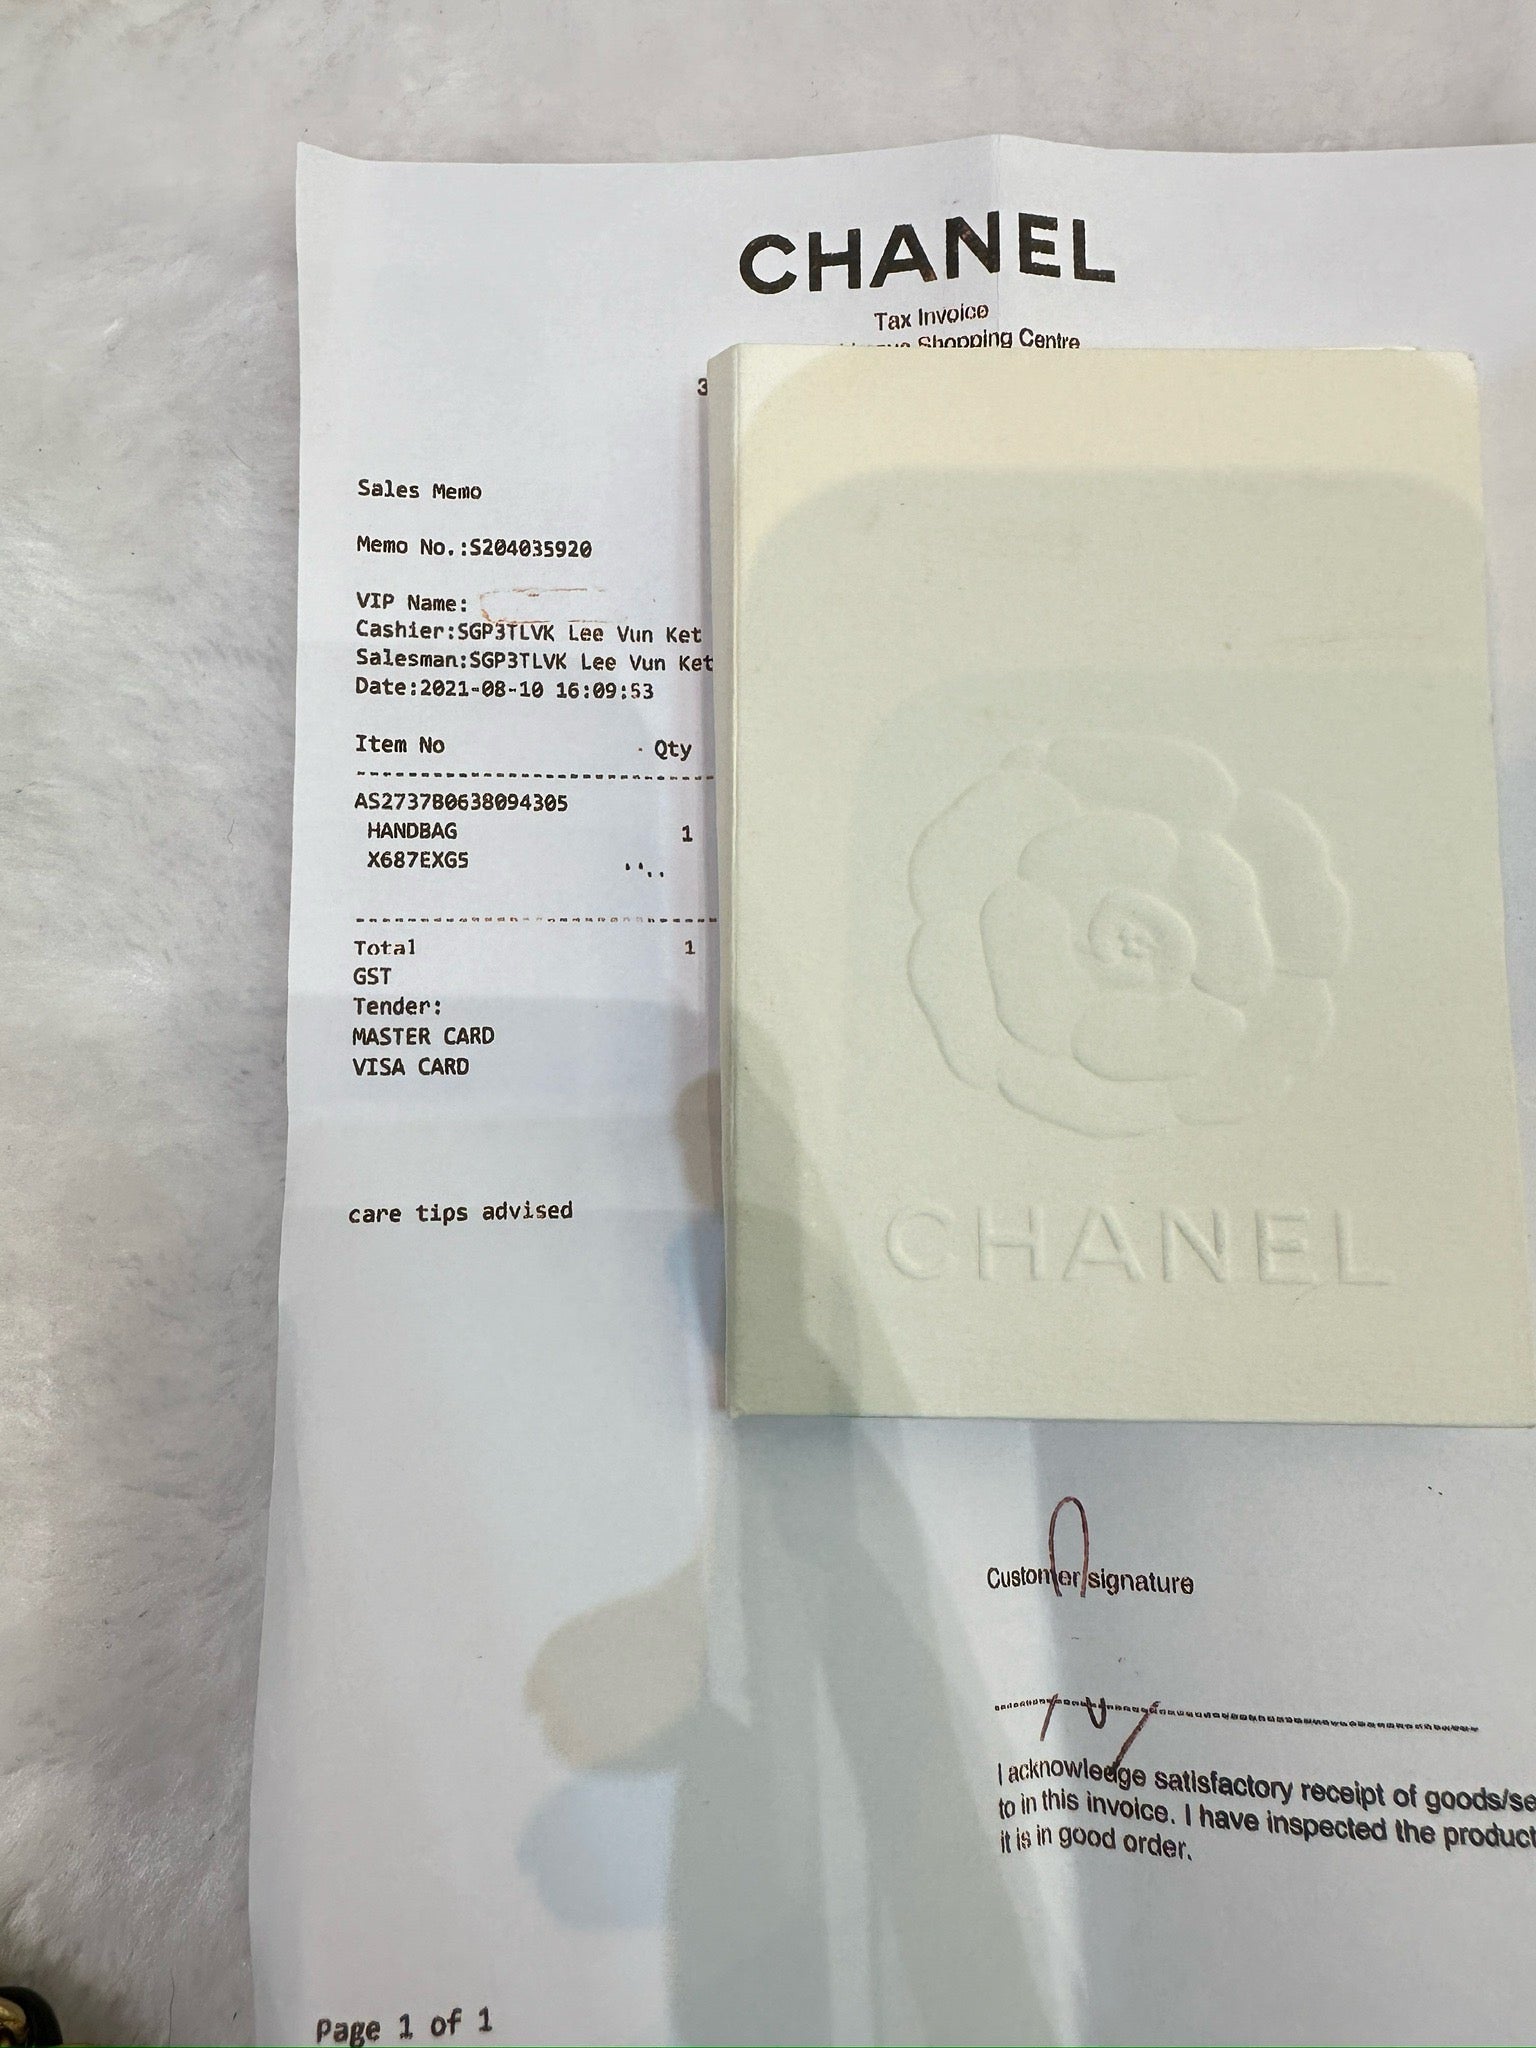 CHANEL
Tax Invoice
Shopping Centre
3
Sales Memo
Memo No.:S204035920
VIP Name:
Cashier:SGP3TLVK Lee Vun Ket
Salesman:SGP3TLVK Lee Vun Ket
Date:2021-08-10 16:09:53
Item No Qty
AS2737B0638094305
HANDBAG 1
X687EXG5
Total 1
GST
Tender:
MASTER CARD
VISA CARD
care tips advised
CHANEL
Customer signature
I acknowledge satisfactory receipt of goods/se
to in this invoice. I have inspected the product
it is in good order.
Page 1 of 1